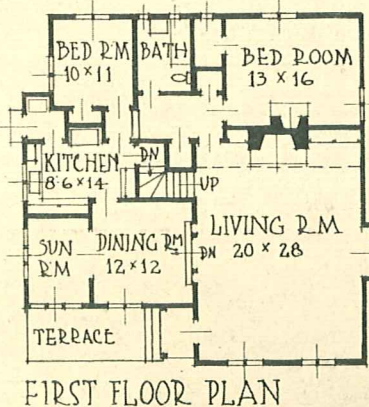 BED RM
10 x 11
BATH
BED ROOM
13 x 16
KITCHEN
8'6 x 14
DN
UP
LIVING RM
20 x 28
DN
SUN
RM
DINING RM
12 x 12
TERRACE
FIRST FLOOR PLAN